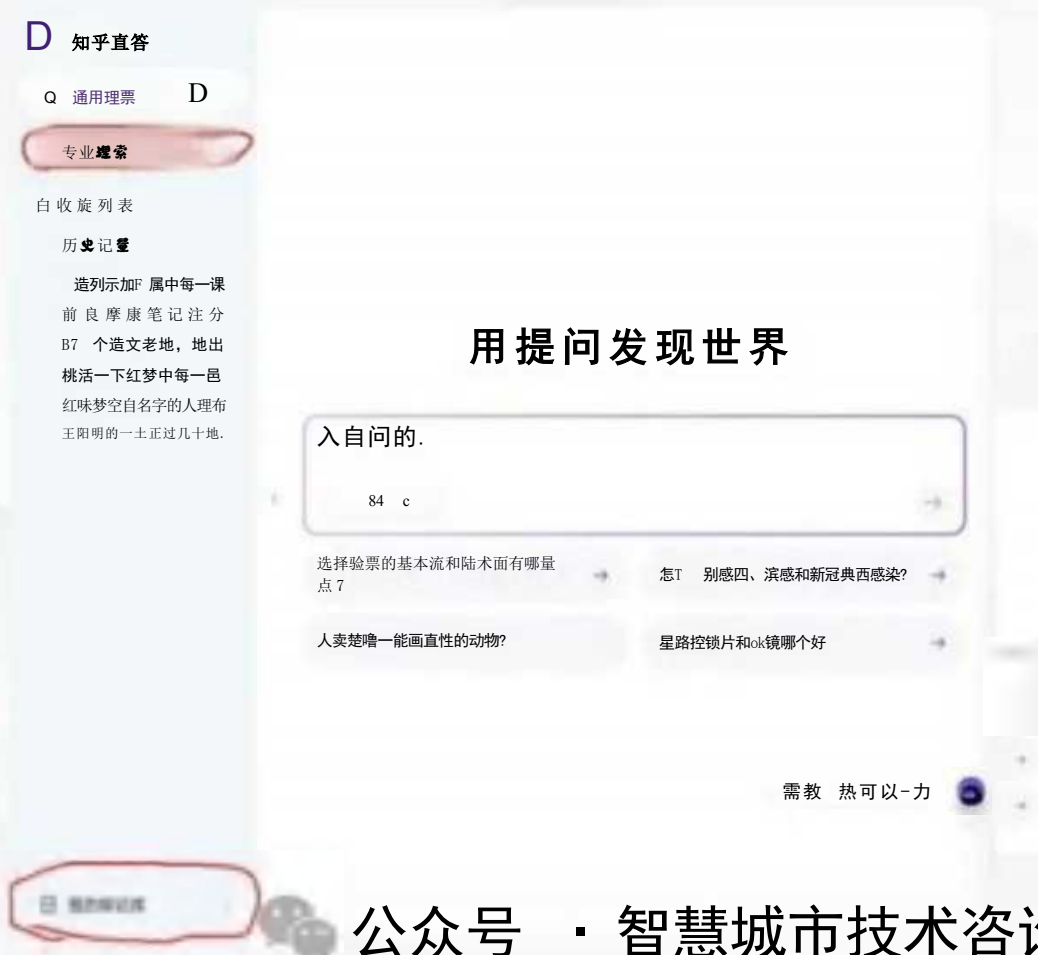 D 知乎直答
Q 通用理票 D
专业理索
白收旋列表
历史记
造列示加F 属中每一课
前良摩康笔记注分
B7 个造文老地，地出
桃活一下红梦中每一邑
红味梦空自名字的人理布
王阳明的一土正过几十地.
用提问发现世界
入自问的.
84 c
选择验票的基本流和陆术面有哪量
点7
怎T 别感四、滨感和新冠典西感染?
人卖楚噜一能画直性的动物?
星路控锁片和ok镜哪个好
需教 热可以-力
公众号 · 智慧城市技术咨